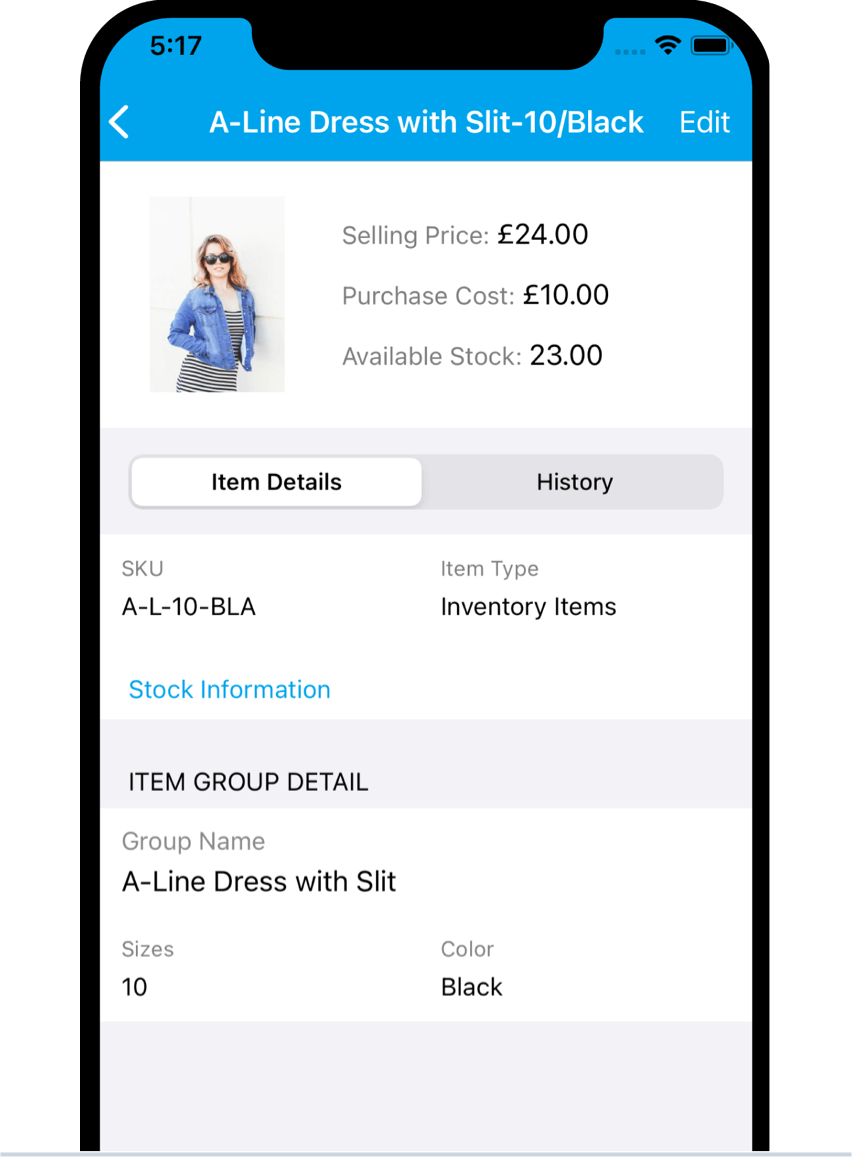 5:17
A-Line Dress with Slit-10/Black Edit
Selling Price: £24.00
Purchase Cost: £10.00
Available Stock: 23.00
Item Details History
SKU Item Type
A-L-10-BLA Inventory Items
Stock Information
ITEM GROUP DETAIL
Group Name
A-Line Dress with Slit
Sizes Color
10 Black